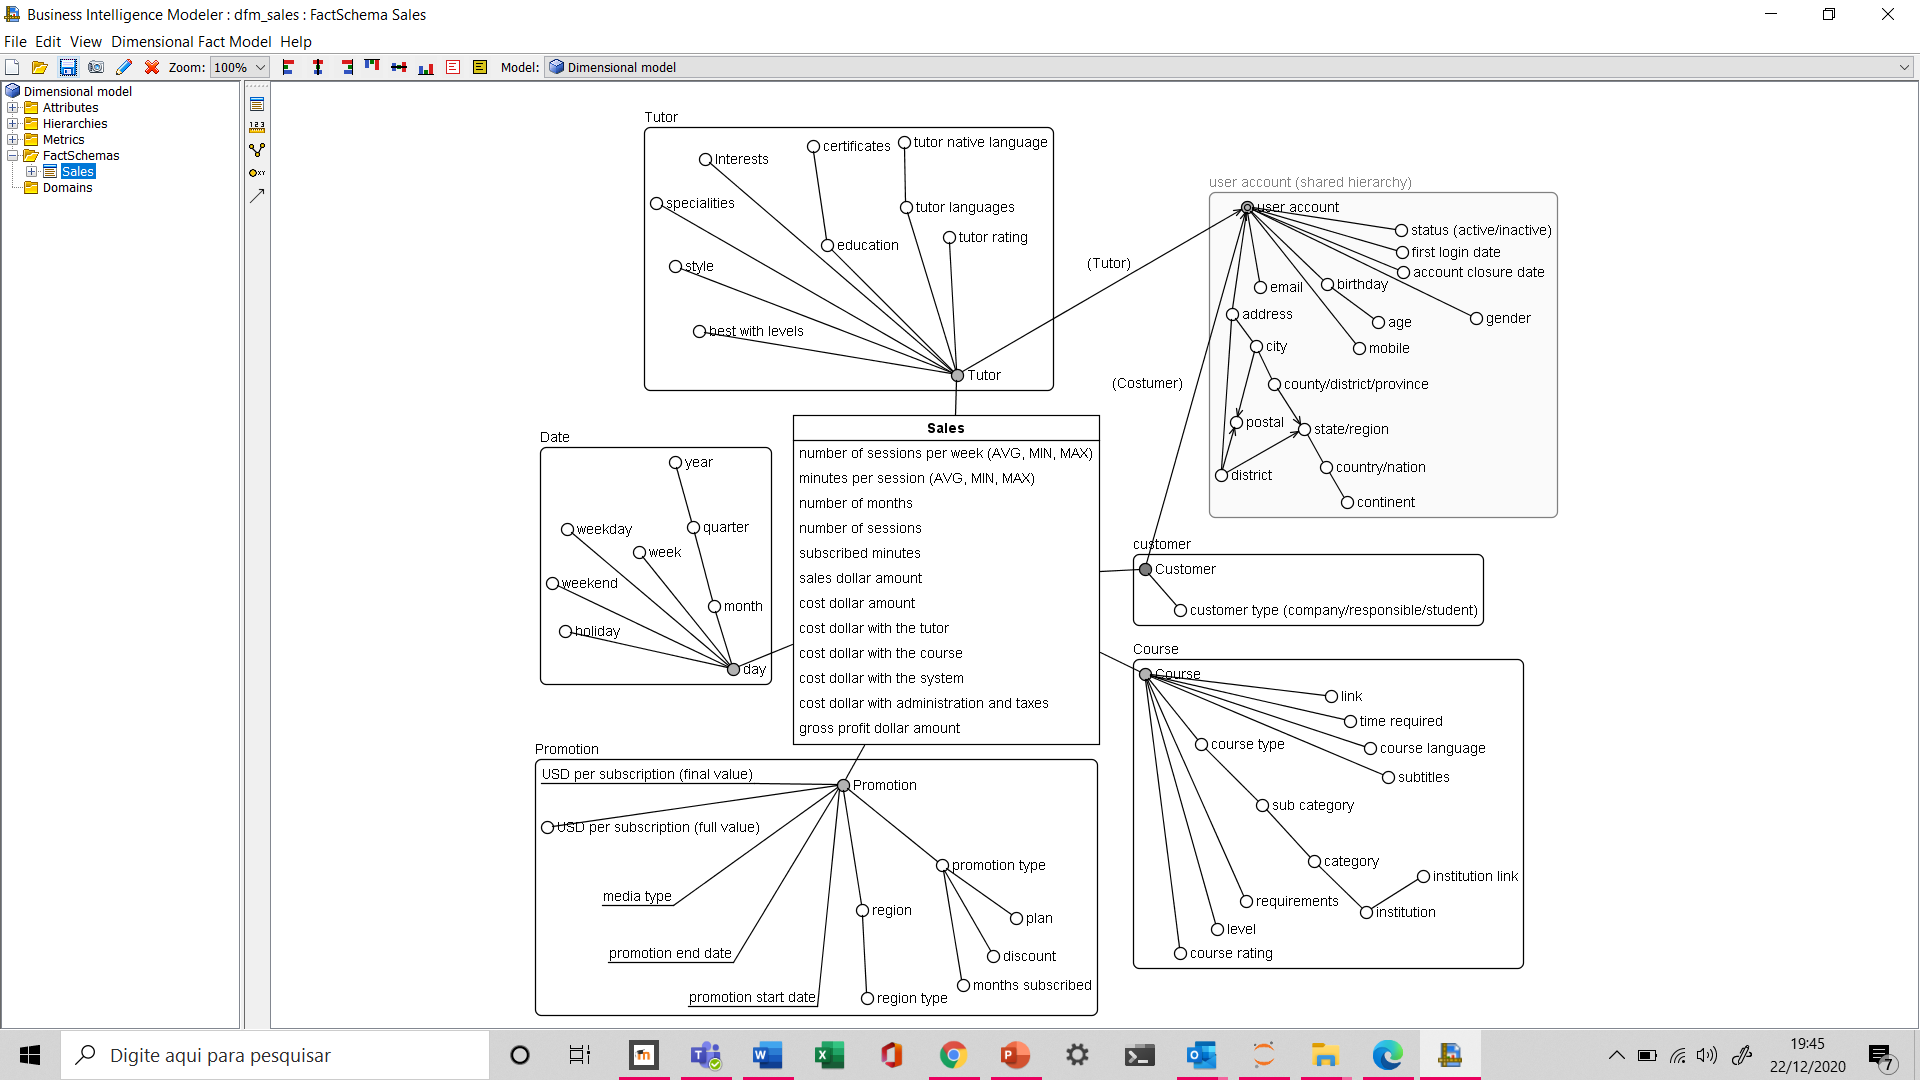 Business Intelligence Modeler : dfm_sales : FactSchema Sales
File Edit View Dimensional Fact Model Help
Zoom: 100% Model: Dimensional model
Dimensional model
Attributes
Hierarchies
Metrics
FactSchemas
Sales
Domains
1 2 3
XY
Tutor
Interests
certificates
tutor native language
specialities
tutor languages
education
tutor rating
style
best with levels
Tutor
user account (shared hierarchy)
user account
status (active/inactive)
first login date
account closure date
email
birthday
address
age
gender
city
mobile
county/district/province
postal
state/region
country/nation
district
continent
(Tutor)
(Costumer)
Date
year
weekday
quarter
week
weekend
month
holiday
day
Sales
number of sessions per week (AVG, MIN, MAX)
minutes per session (AVG, MIN, MAX)
number of months
number of sessions
subscribed minutes
sales dollar amount
cost dollar amount
cost dollar with the tutor
cost dollar with the course
cost dollar with the system
cost dollar with administration and taxes
gross profit dollar amount
customer
Customer
customer type (company/responsible/student)
Course
Course
link
time required
course type
course language
subtitles
sub category
category
institution link
requirements
institution
level
course rating
Promotion
USD per subscription (final value)
Promotion
USD per subscription (full value)
promotion type
media type
region
plan
promotion end date
discount
months subscribed
promotion start date
region type
Digite aqui para pesquisar
19:45
22/12/2020
7